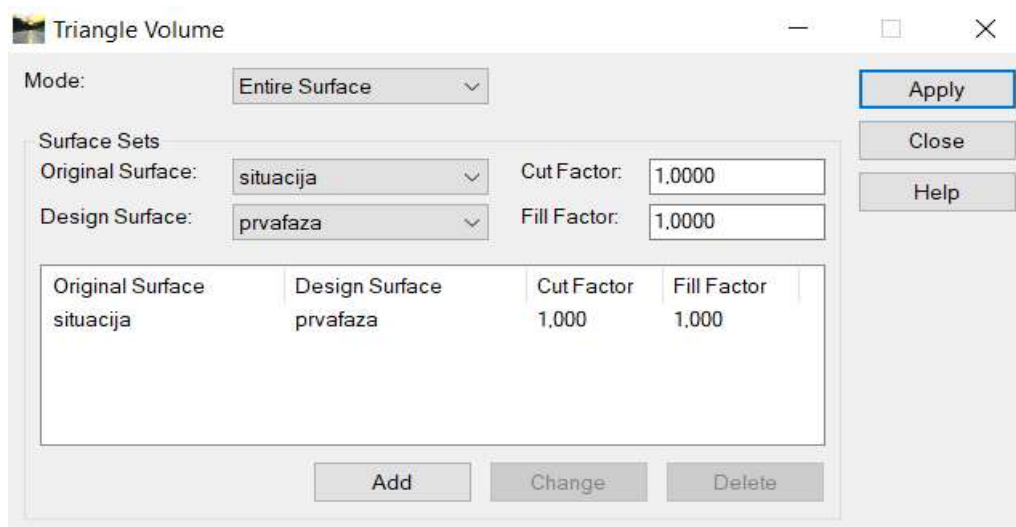 Triangle Volume
Mode: Entire Surface Apply
Surface Sets Close
Original Surface: situacija Cut Factor: 1,0000 Help
Design Surface: prvafaza Fill Factor: 1,0000
Original Surface Design Surface Cut Factor Fill Factor
situacija prvafaza 1,000 1,000
Add Change Delete